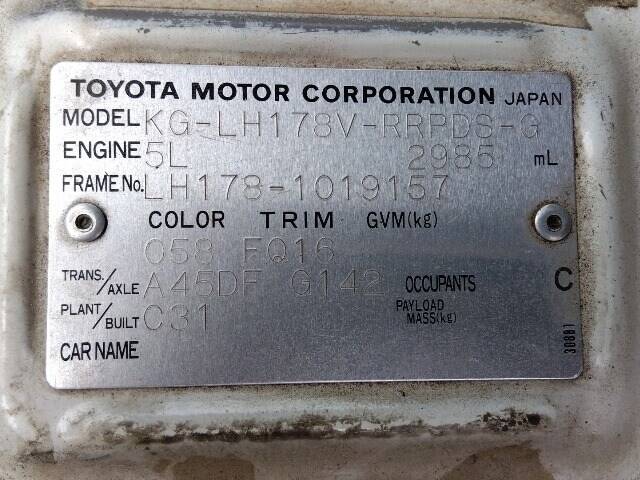 TOYOTA MOTOR CORPORATION JAPAN
MODEL KG-LH178V-RRPDS-G
ENGINE 5L 2985 mL
FRAME No. LH178-1019157
COLOR TRIM GVM(kg)
058 FQ16
TRANS./AXLE A45DF G142 OCCUPANTS C
PLANT/BUILT C31 PAYLOAD MASS(kg)
CAR NAME
30881